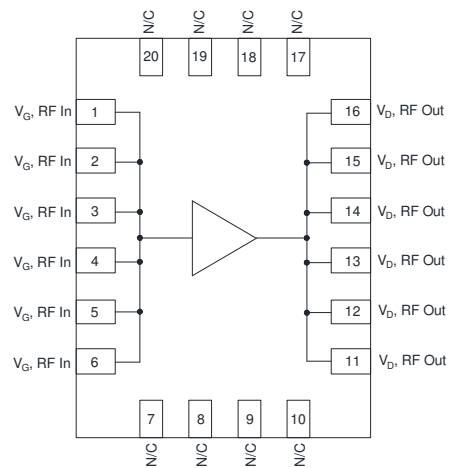 N/C N/C N/C N/C
20 19 18 17
V_G, RF In 1 16 V_D, RF Out
V_G, RF In 2 15 V_D, RF Out
V_G, RF In 3 14 V_D, RF Out
V_G, RF In 4 13 V_D, RF Out
V_G, RF In 5 12 V_D, RF Out
V_G, RF In 6 11 V_D, RF Out
7 8 9 10
N/C N/C N/C N/C